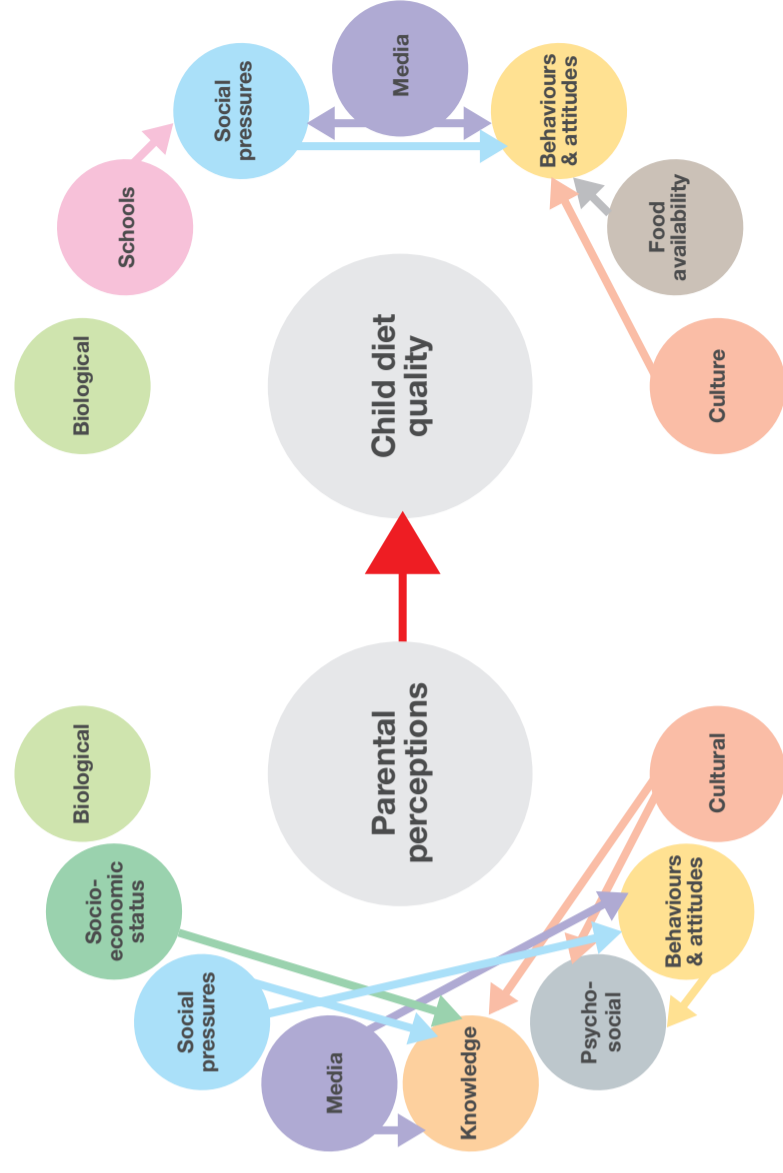 Biological
Socio-
economic
status
Social
pressures
Media
Knowledge
Psycho-
social
Behaviours
& attitudes
Cultural
Parental
perceptions
Child diet
quality
Biological
Schools
Social
pressures
Media
Behaviours
& attitudes
Food
availability
Culture